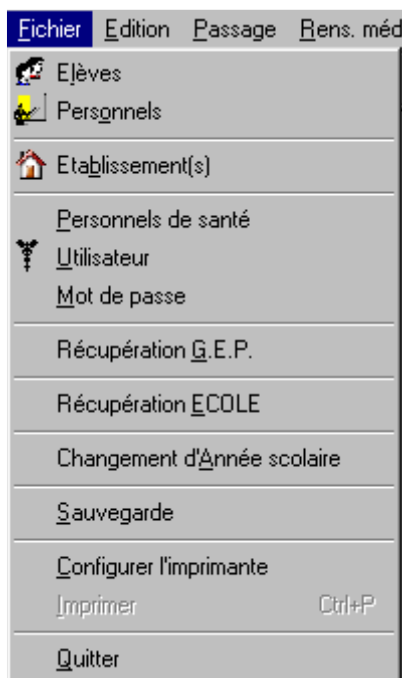 Fichier Edition Passage Rens. méd
Elèves
Personnels
Etablissement(s)
Personnels de santé
Utilisateur
Mot de passe
Récupération G.E.P.
Récupération ECOLE
Changement d'Année scolaire
Sauvegarde
Configurer l'imprimante
Imprimer Ctrl+P
Quitter